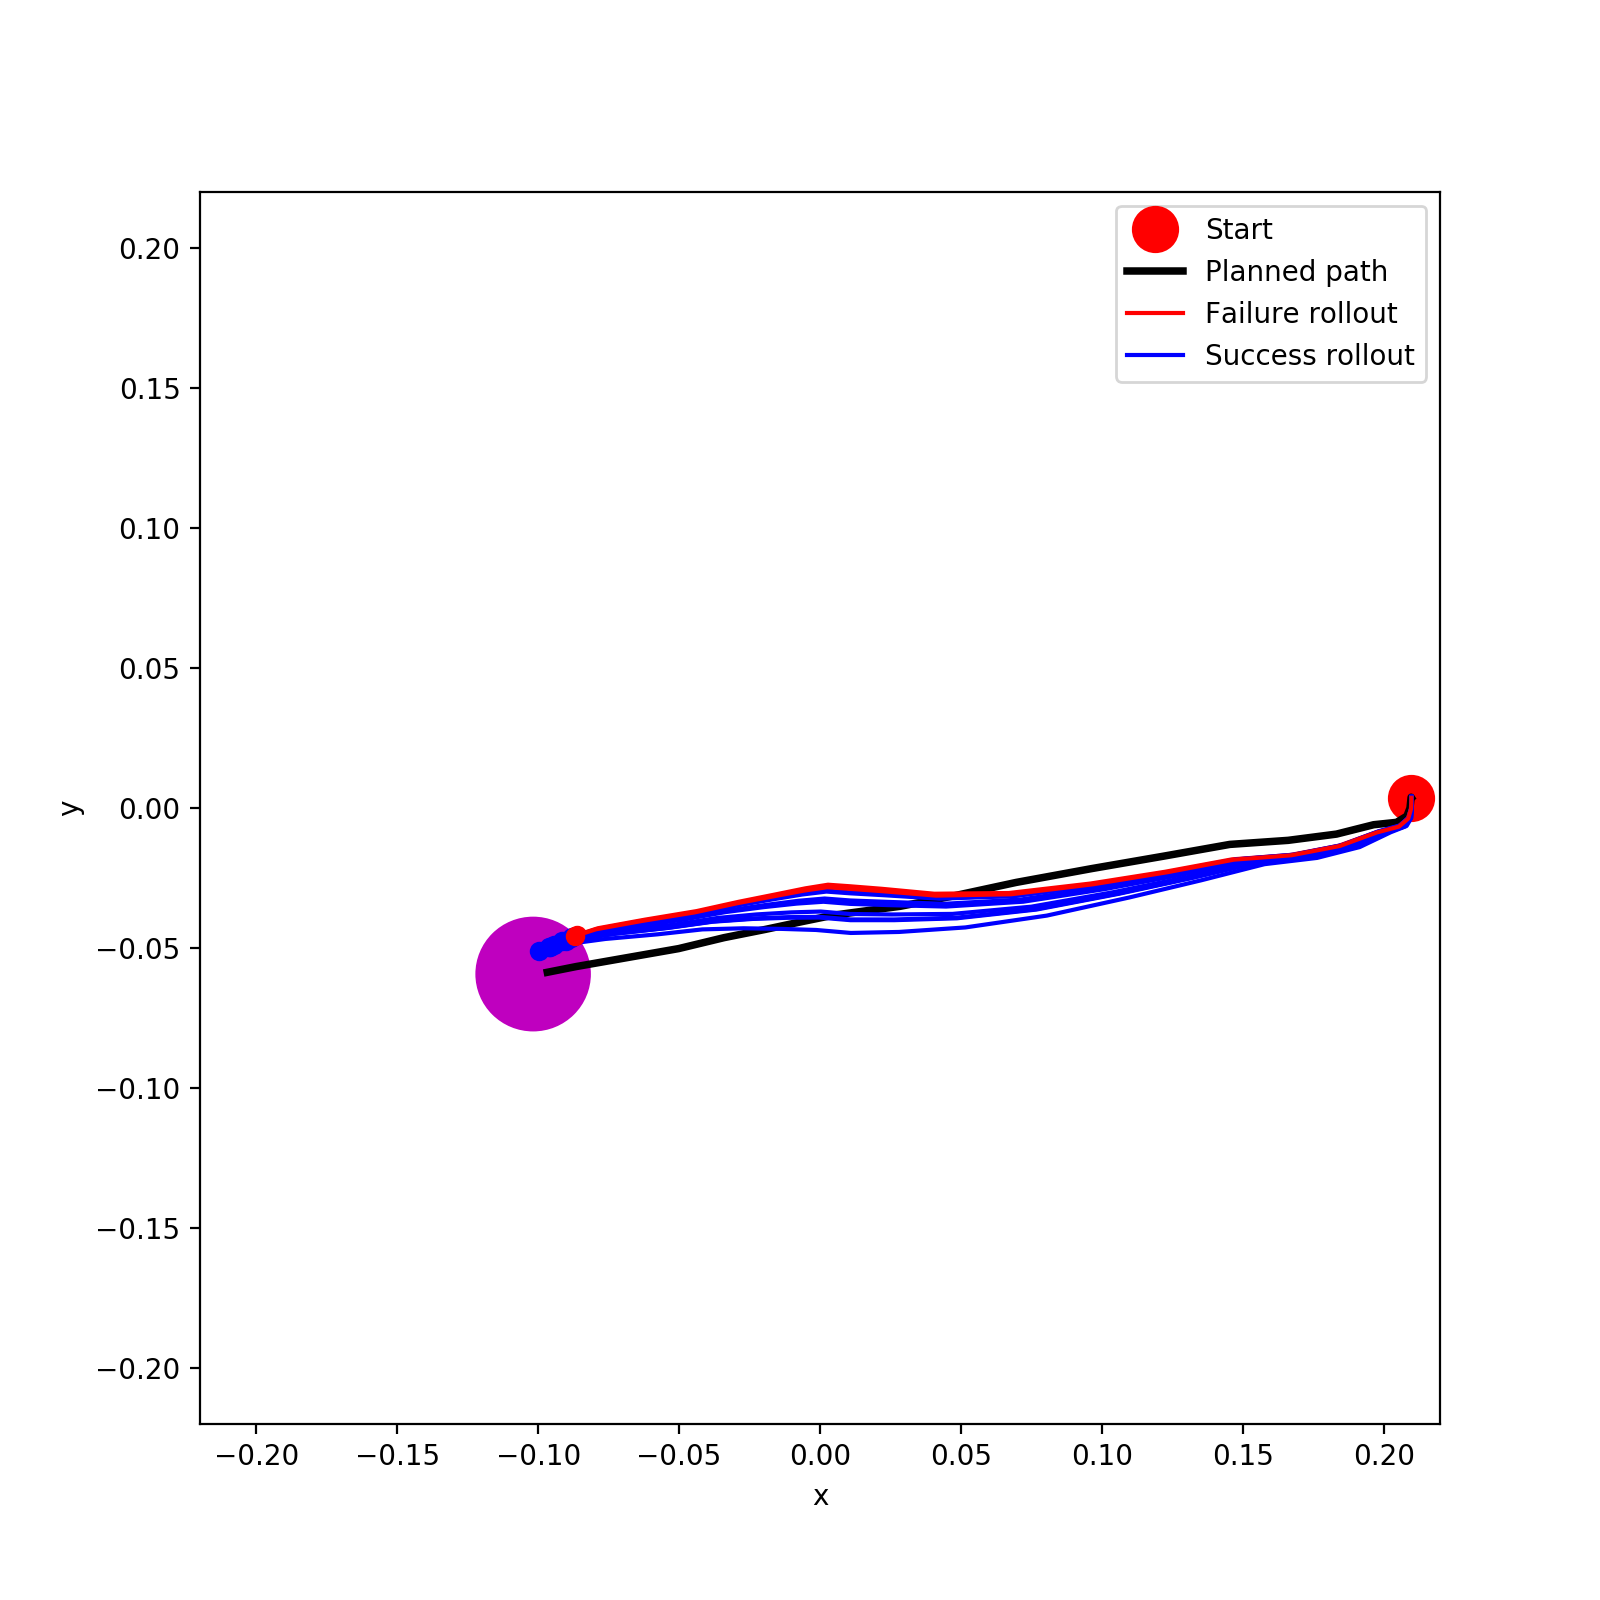 Start
Planned path
Failure rollout
Success rollout
0.20
0.15
0.10
0.05
0.00
−0.05
−0.10
−0.15
−0.20
y
−0.20 −0.15 −0.10 −0.05 0.00 0.05 0.10 0.15 0.20
x